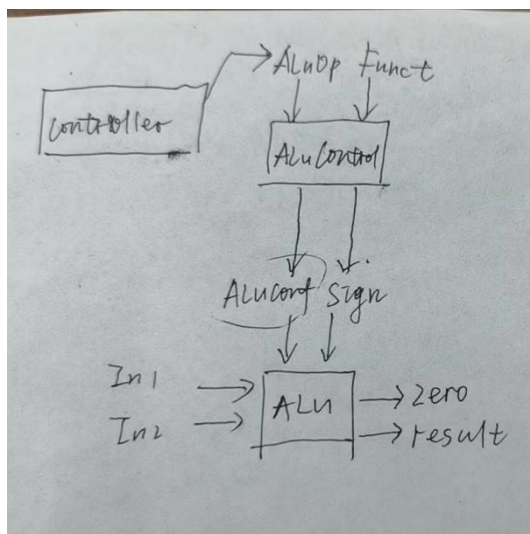 ALUOp Funct
Controller
ALUControl
ALUConf Sign
In1
In2
ALU
Zero
result